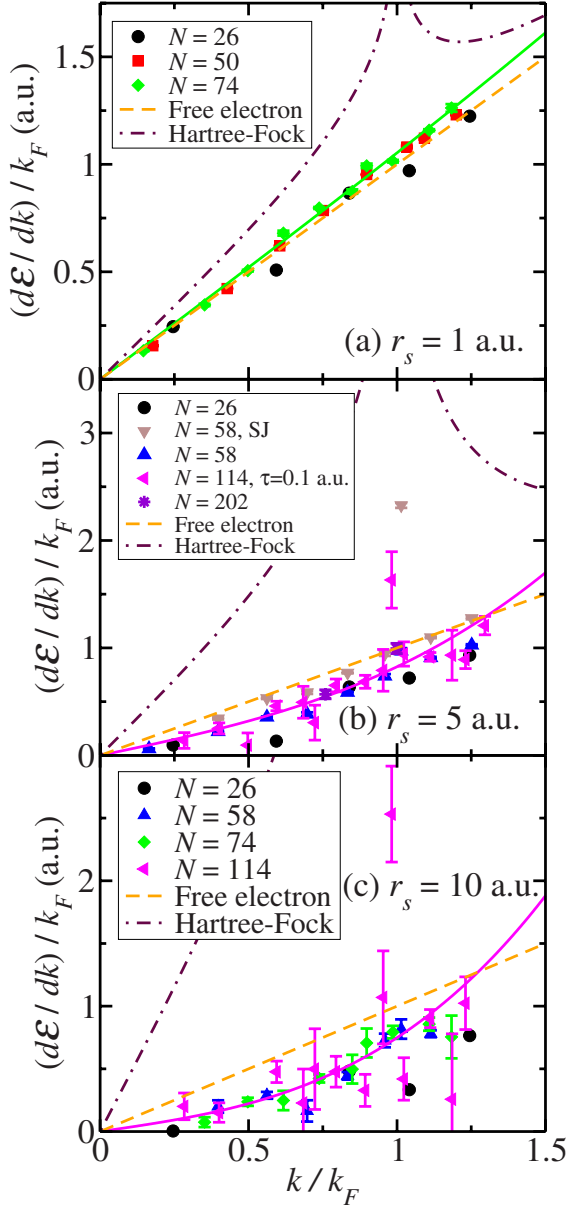 1.5
1
0.5
0
(dℰ / dk) / k_F (a.u.)
N = 26
N = 50
N = 74
Free electron
Hartree-Fock
(a) r_s = 1 a.u.
3
2
1
0
(dℰ / dk) / k_F (a.u.)
N = 26
N = 58, SJ
N = 58
N = 114, τ=0.1 a.u.
N = 202
Free electron
Hartree-Fock
(b) r_s = 5 a.u.
2
1
0
(dℰ / dk) / k_F (a.u.)
N = 26
N = 58
N = 74
N = 114
Free electron
Hartree-Fock
(c) r_s = 10 a.u.
0 0.5 1 1.5
k / k_F